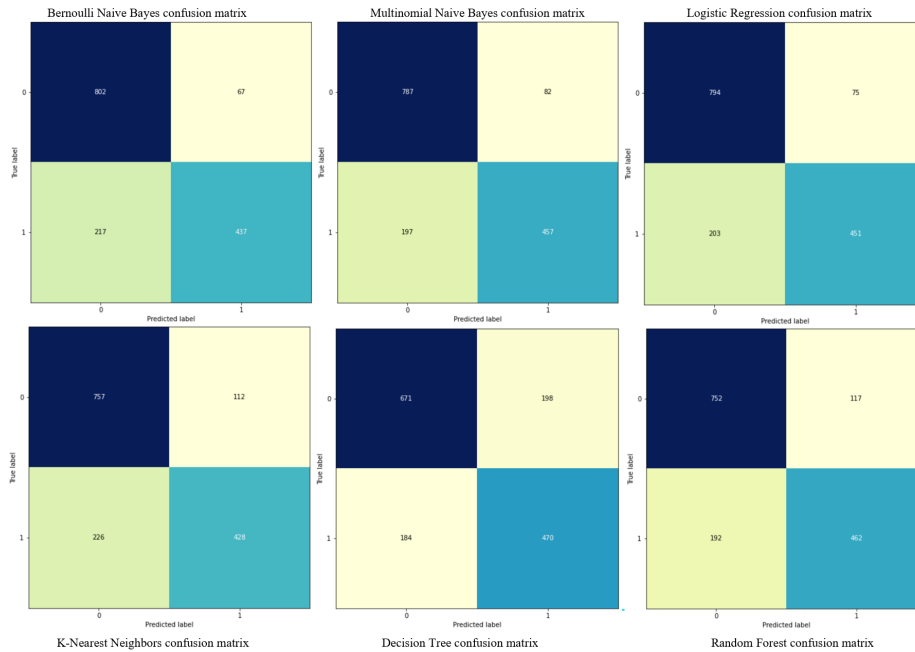 Bernoulli Naive Bayes confusion matrix
Multinomial Naive Bayes confusion matrix
Logistic Regression confusion matrix
0
802
67
1
217
437
0
1
True label
Predicted label
0
787
82
1
197
457
0
1
True label
Predicted label
0
794
75
1
203
451
0
1
True label
Predicted label
0
757
112
1
226
428
0
1
True label
Predicted label
0
671
198
1
184
470
0
1
True label
Predicted label
0
752
117
1
192
462
0
1
True label
Predicted label
K-Nearest Neighbors confusion matrix
Decision Tree confusion matrix
Random Forest confusion matrix